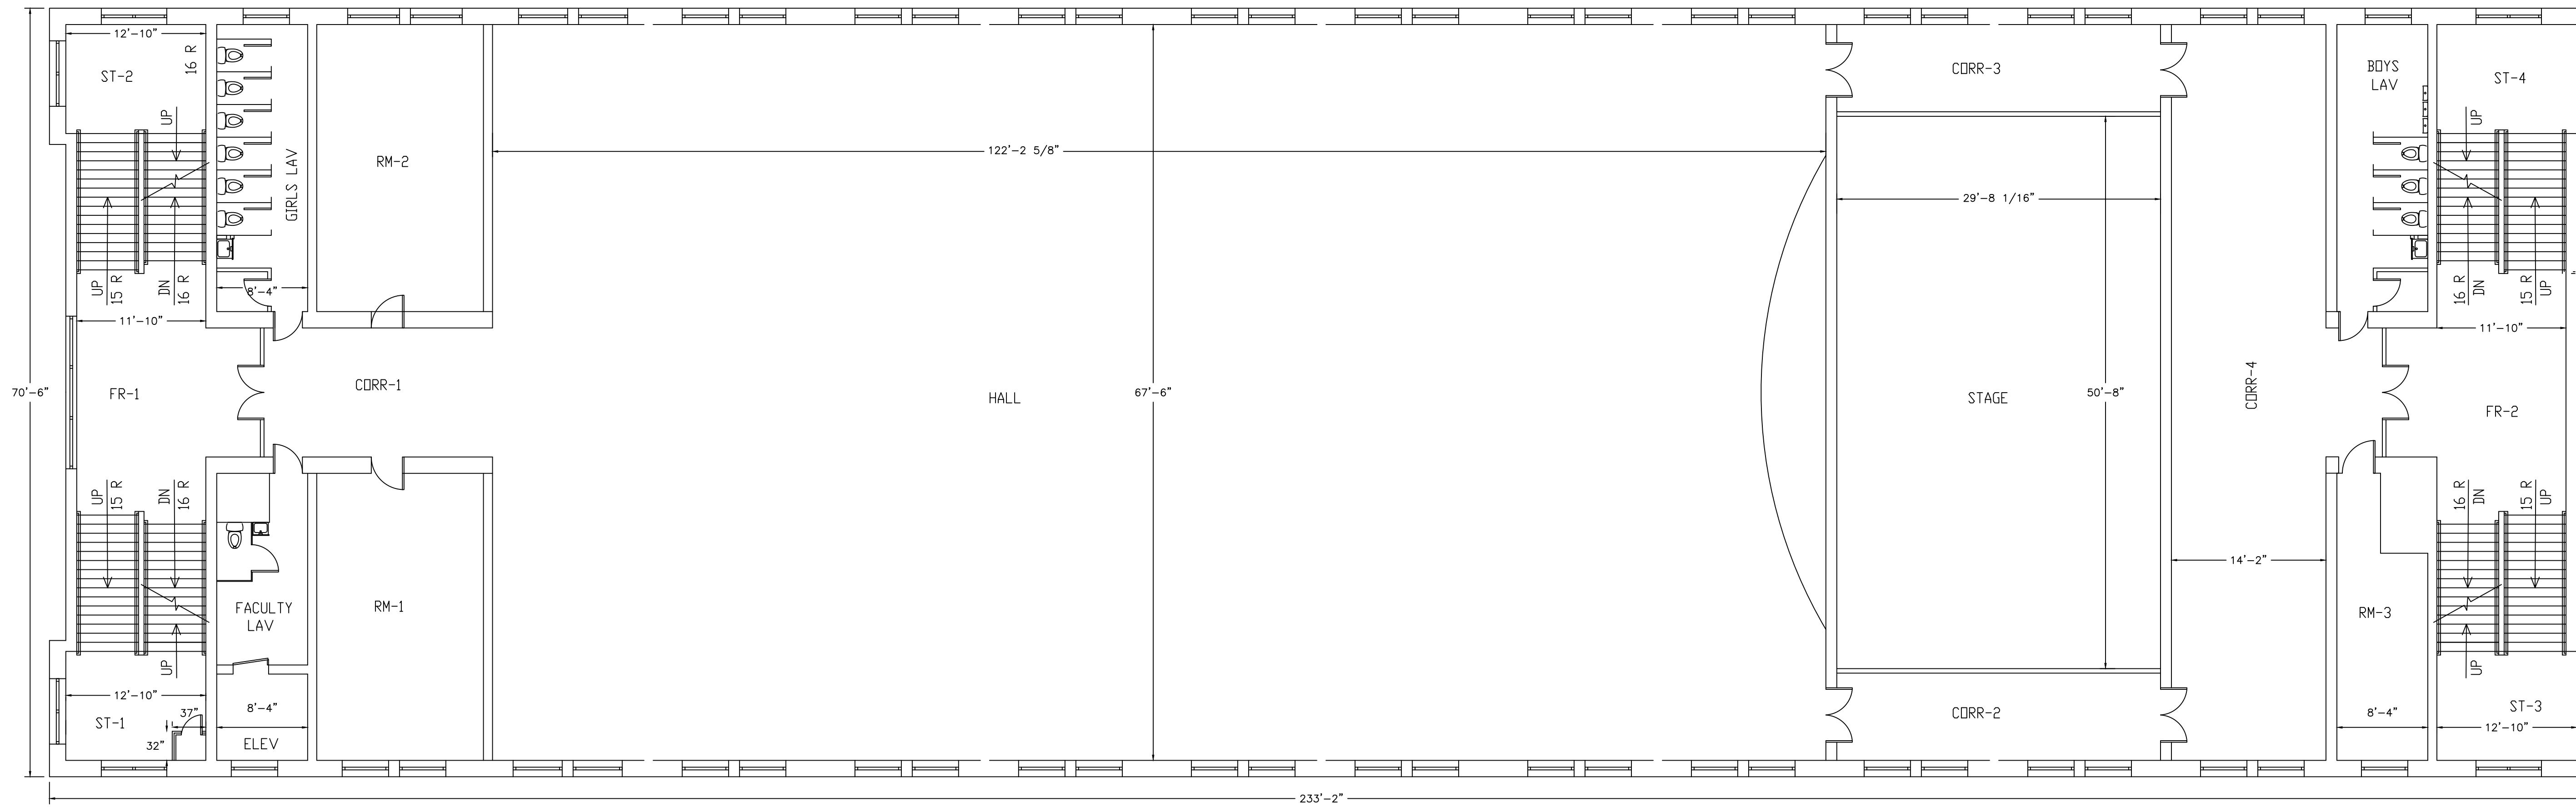 12'-10"
ST-2
16 R
UP
UP
15 R
DN
16 R
11'-10"
GIRLS LAV
8'-4"
RM-2
122'-2 5/8"
CORR-3
29'-8 1/16"
BOYS
LAV
ST-4
UP
16 R
DN
15 R
UP
11'-10"
70'-6"
FR-1
CORR-1
HALL
67'-6"
STAGE
50'-8"
CORR-4
FR-2
UP
15 R
DN
16 R
UP
FACULTY
LAV
RM-1
14'-2"
RM-3
16 R
DN
15 R
UP
UP
12'-10"
ST-1
37"
32"
8'-4"
ELEV
CORR-2
8'-4"
ST-3
12'-10"
233'-2"